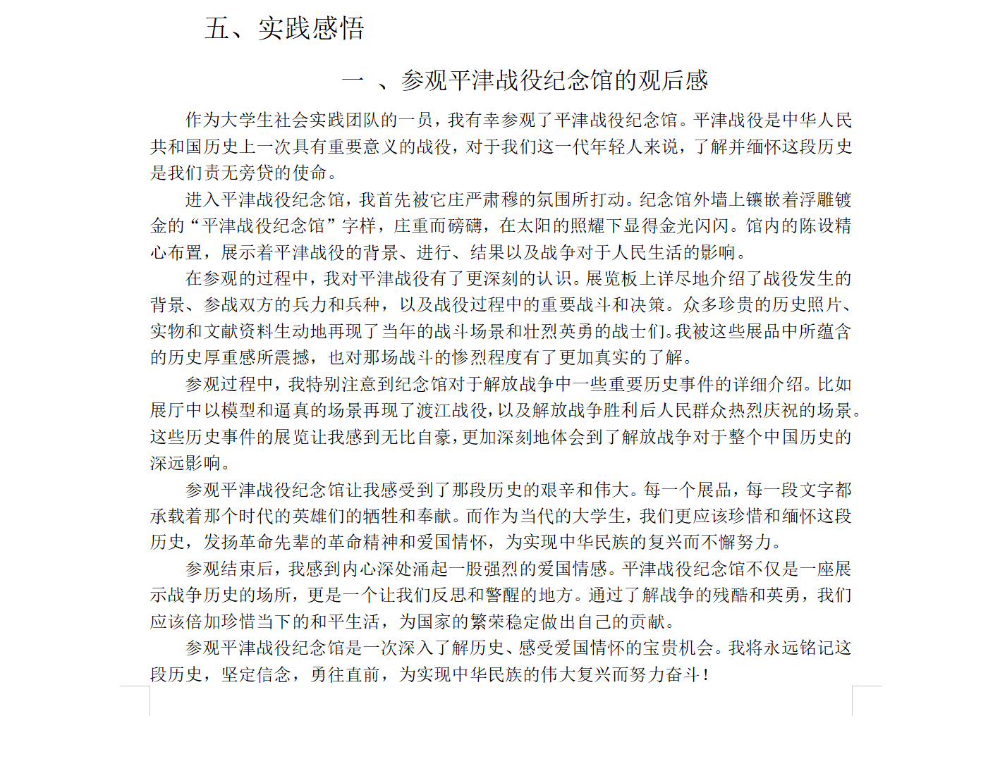 五、实践感悟
一 、参观平津战役纪念馆的观后感
作为大学生社会实践团队的一员，我有幸参观了平津战役纪念馆。平津战役是中华人民
共和国历史上一次具有重要意义的战役，对于我们这一代年轻人来说，了解并缅怀这段历史
是我们责无旁贷的使命。
进入平津战役纪念馆，我首先被它庄严肃穆的氛围所打动。纪念馆外墙上镶嵌着浮雕镀
金的“平津战役纪念馆”字样，庄重而磅礴，在太阳的照耀下显得金光闪闪。馆内的陈设精
心布置，展示着平津战役的背景、进行、结果以及战争对于人民生活的影响。
在参观的过程中，我对平津战役有了更深刻的认识。展览板上详尽地介绍了战役发生的
背景、参战双方的兵力和兵种，以及战役过程中的重要战斗和决策。众多珍贵的历史照片、
实物和文献资料生动地再现了当年的战斗场景和壮烈英勇的战士们。我被这些展品中所蕴含
的历史厚重感所震撼，也对那场战斗的惨烈程度有了更加真实的了解。
参观过程中，我特别注意到纪念馆对于解放战争中一些重要历史事件的详细介绍。比如
展厅中以模型和逼真的场景再现了渡江战役，以及解放战争胜利后人民群众热烈庆祝的场景。
这些历史事件的展览让我感到无比自豪，更加深刻地体会到了解放战争对于整个中国历史的
深远影响。
参观平津战役纪念馆让我感受到了那段历史的艰辛和伟大。每一个展品，每一段文字都
承载着那个时代的英雄们的牺牲和奉献。而作为当代的大学生，我们更应该珍惜和缅怀这段
历史，发扬革命先辈的革命精神和爱国情怀，为实现中华民族的复兴而不懈努力。
参观结束后，我感到内心深处涌起一股强烈的爱国情感。平津战役纪念馆不仅是一座展
示战争历史的场所，更是一个让我们反思和警醒的地方。通过了解战争的残酷和英勇，我们
应该倍加珍惜当下的和平生活，为国家的繁荣稳定做出自己的贡献。
参观平津战役纪念馆是一次深入了解历史、感受爱国情怀的宝贵机会。我将永远铭记这
段历史，坚定信念，勇往直前，为实现中华民族的伟大复兴而努力奋斗！